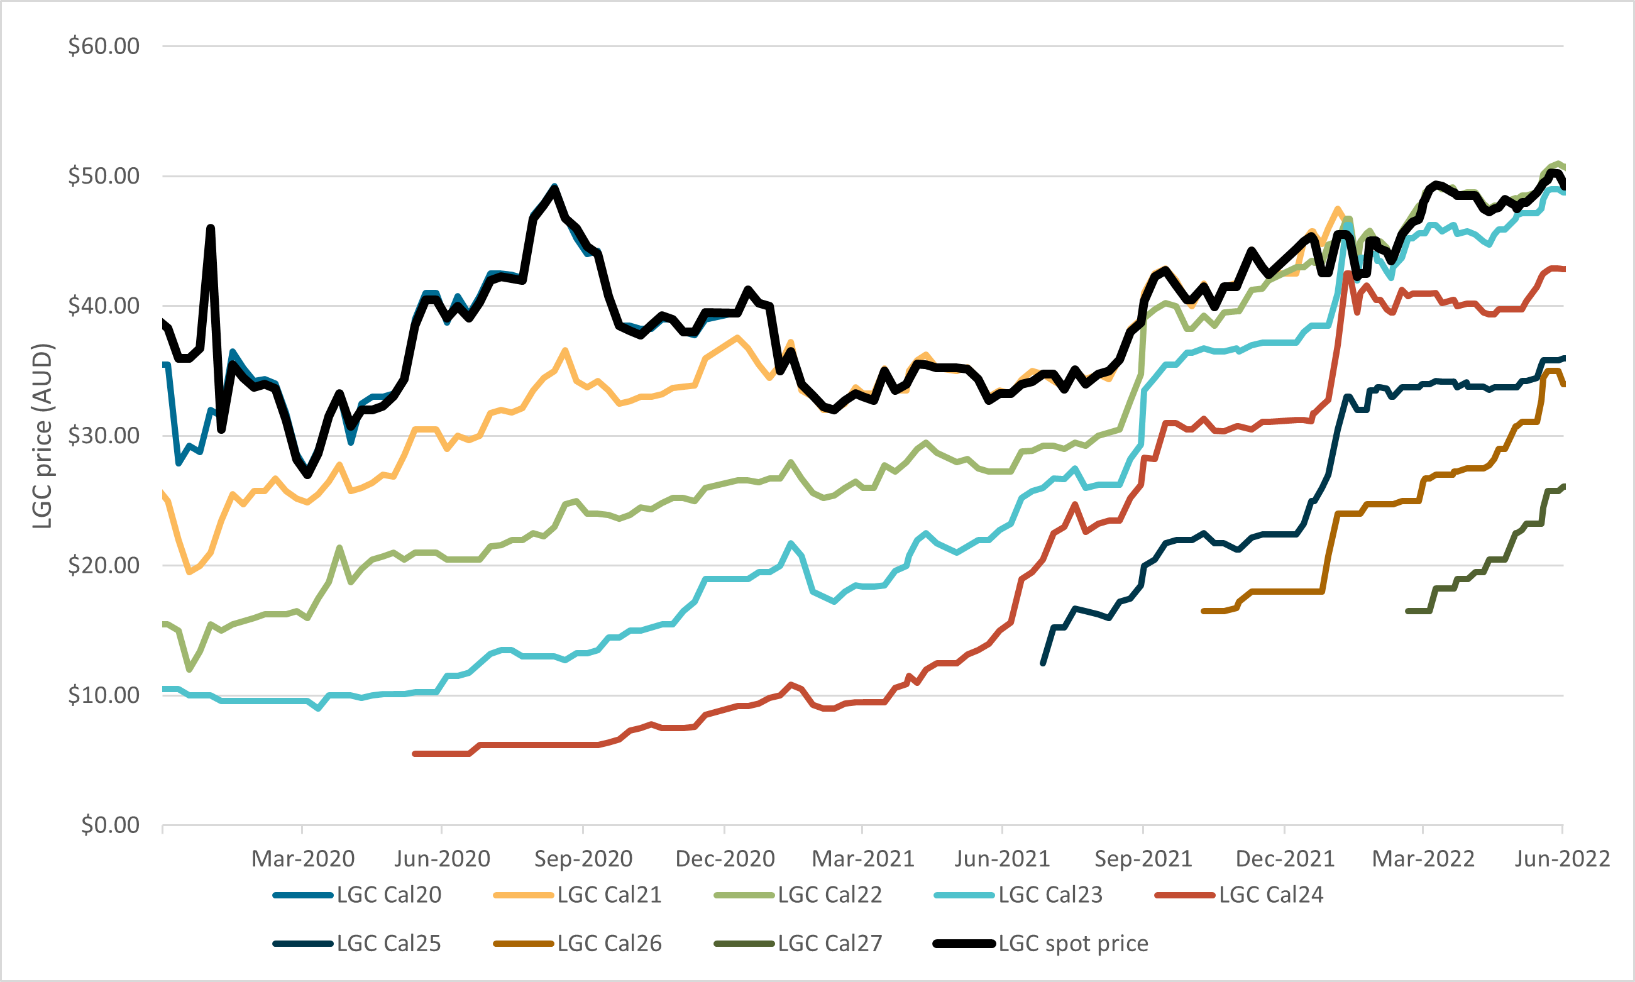 $60.00
$50.00
$40.00
$30.00
$20.00
$10.00
$0.00
LGC price (AUD)
Mar-2020 Jun-2020 Sep-2020 Dec-2020 Mar-2021 Jun-2021 Sep-2021 Dec-2021 Mar-2022 Jun-2022
LGC Cal20 LGC Cal21 LGC Cal22 LGC Cal23 LGC Cal24
LGC Cal25 LGC Cal26 LGC Cal27 LGC spot price